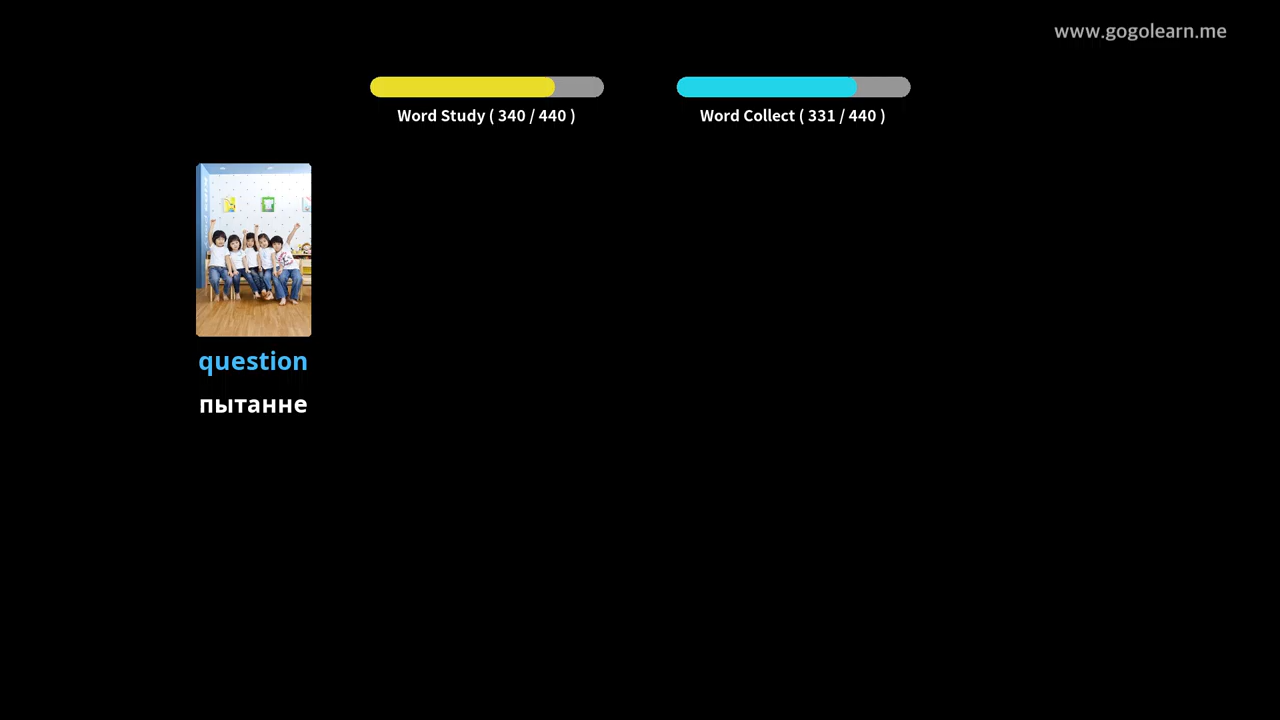 www.gogolearn.me
Word Study ( 340 / 440 )
Word Collect ( 331 / 440 )
question
пытанне